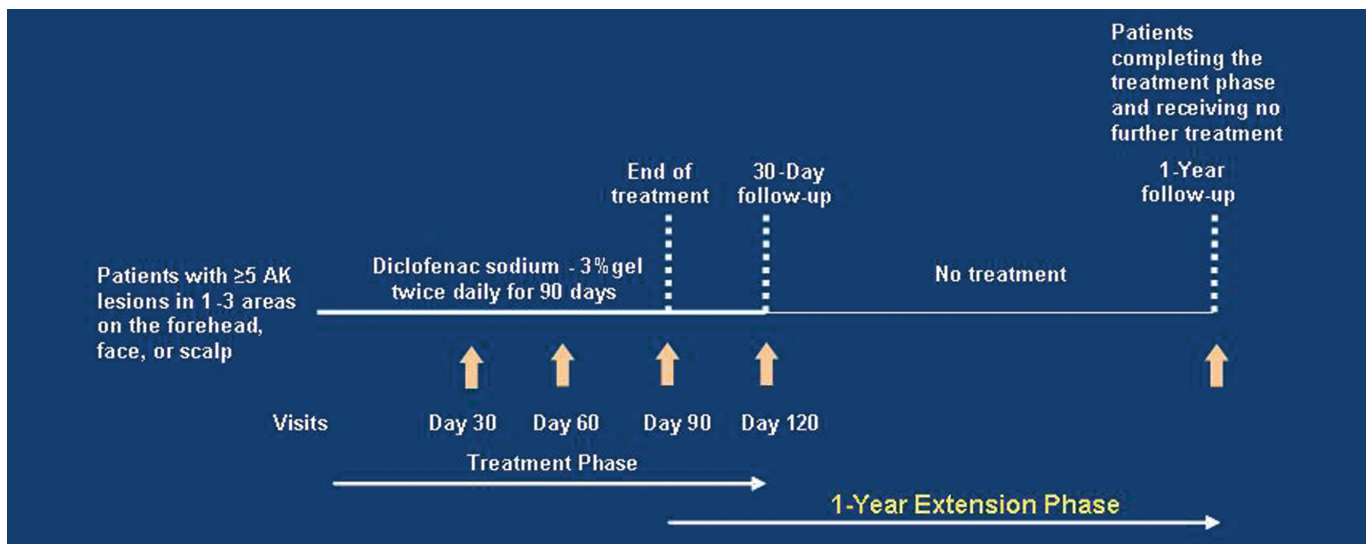 Patients
completing the
treatment phase
and receiving no
further treatment
End of
treatment
30-Day
follow-up
1-Year
follow-up
Patients with ≥5 AK
lesions in 1-3 areas
on the forehead,
face, or scalp
Diclofenac sodium - 3% gel
twice daily for 90 days
No treatment
Visits
Day 30
Day 60
Day 90
Day 120
Treatment Phase
1-Year Extension Phase